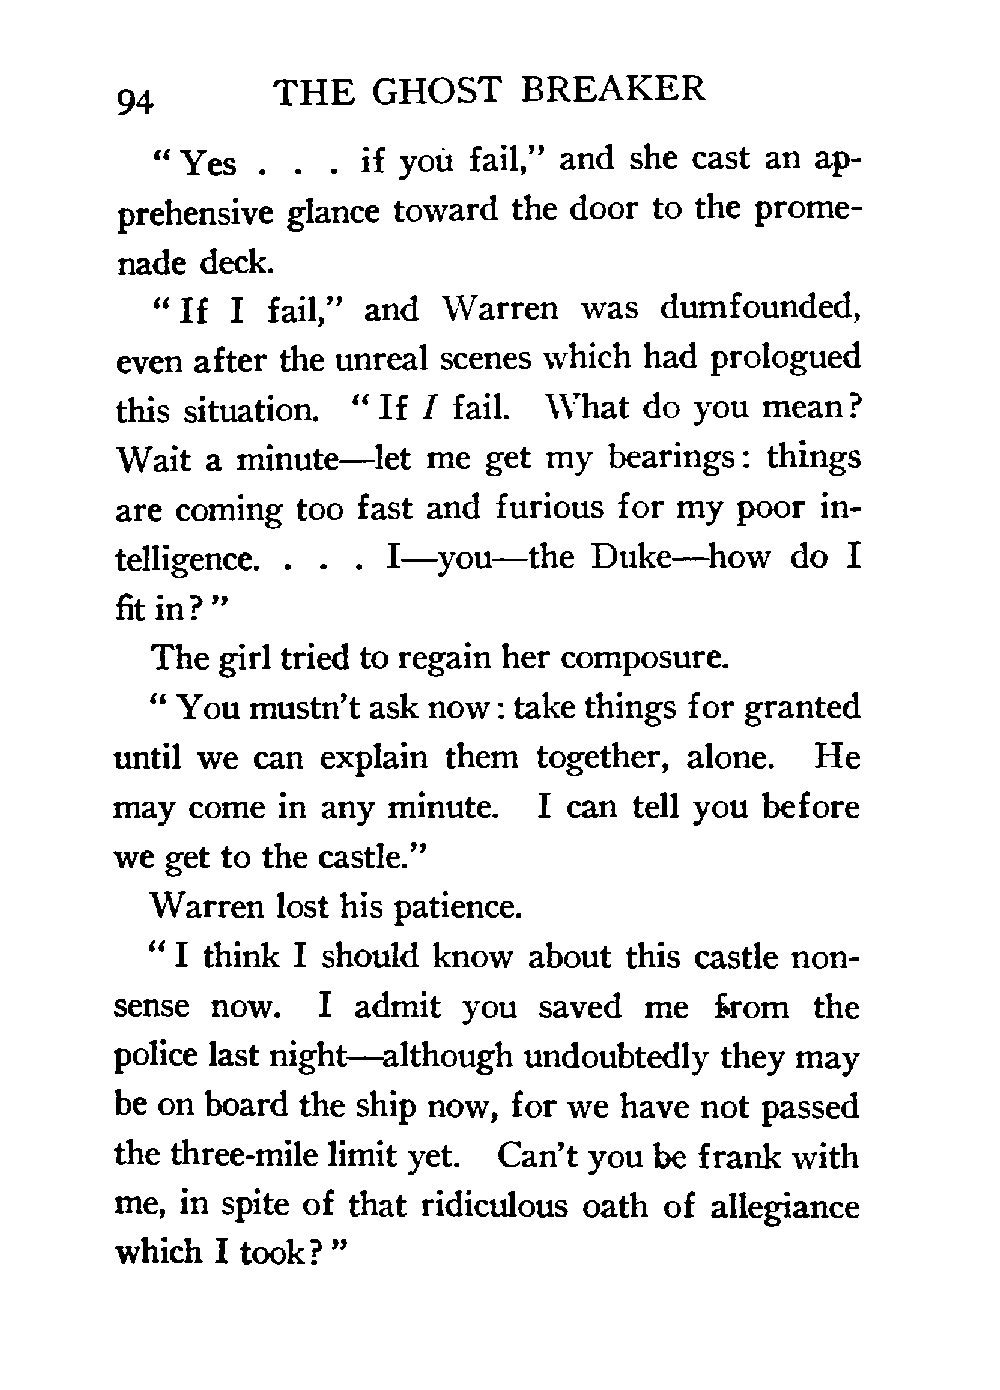 94 THE GHOST BREAKER
“Yes . . . if you fail,” and she cast an ap-
prehensive glance toward the door to the prome-
nade deck.
“If I fail,” and Warren was dumfounded,
even after the unreal scenes which had prologued
this situation. “If I fail. What do you mean?
Wait a minute—let me get my bearings: things
are coming too fast and furious for my poor in-
telligence. . . . I—you—the Duke—how do I
fit in?”
The girl tried to regain her composure.
“You mustn’t ask now: take things for granted
until we can explain them together, alone. He
may come in any minute. I can tell you before
we get to the castle.”
Warren lost his patience.
“I think I should know about this castle non-
sense now. I admit you saved me from the
police last night—although undoubtedly they may
be on board the ship now, for we have not passed
the three-mile limit yet. Can’t you be frank with
me, in spite of that ridiculous oath of allegiance
which I took?”